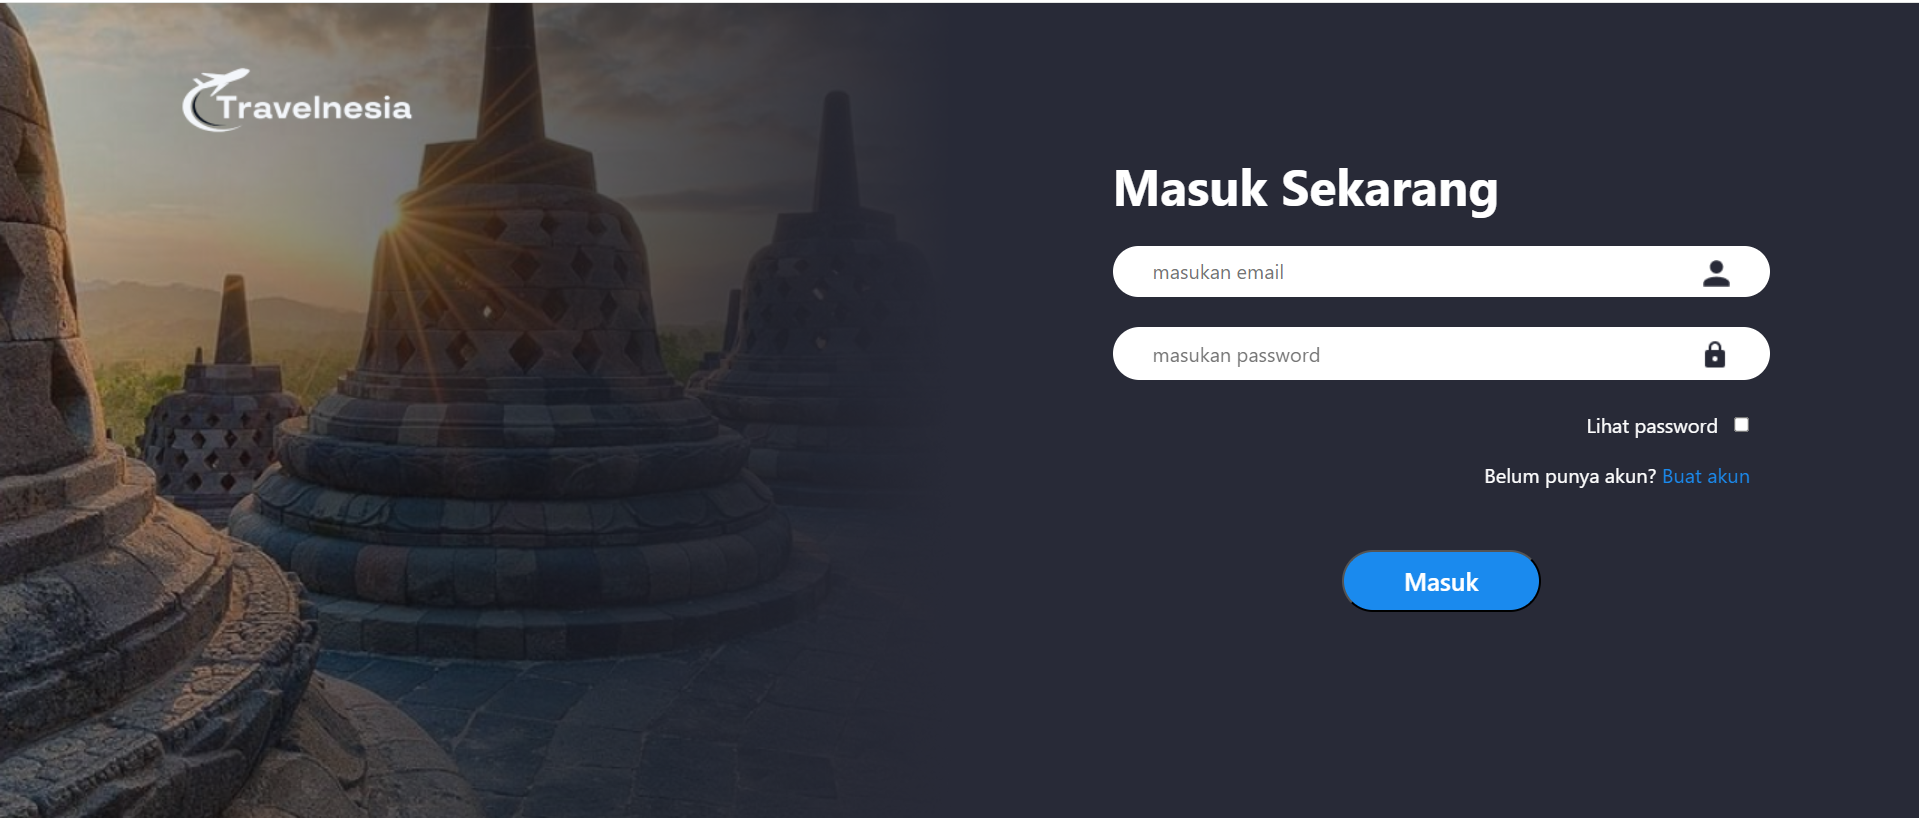 Travelnesia
Masuk Sekarang
masukan email
masukan password
Lihat password
Belum punya akun? Buat akun
Masuk